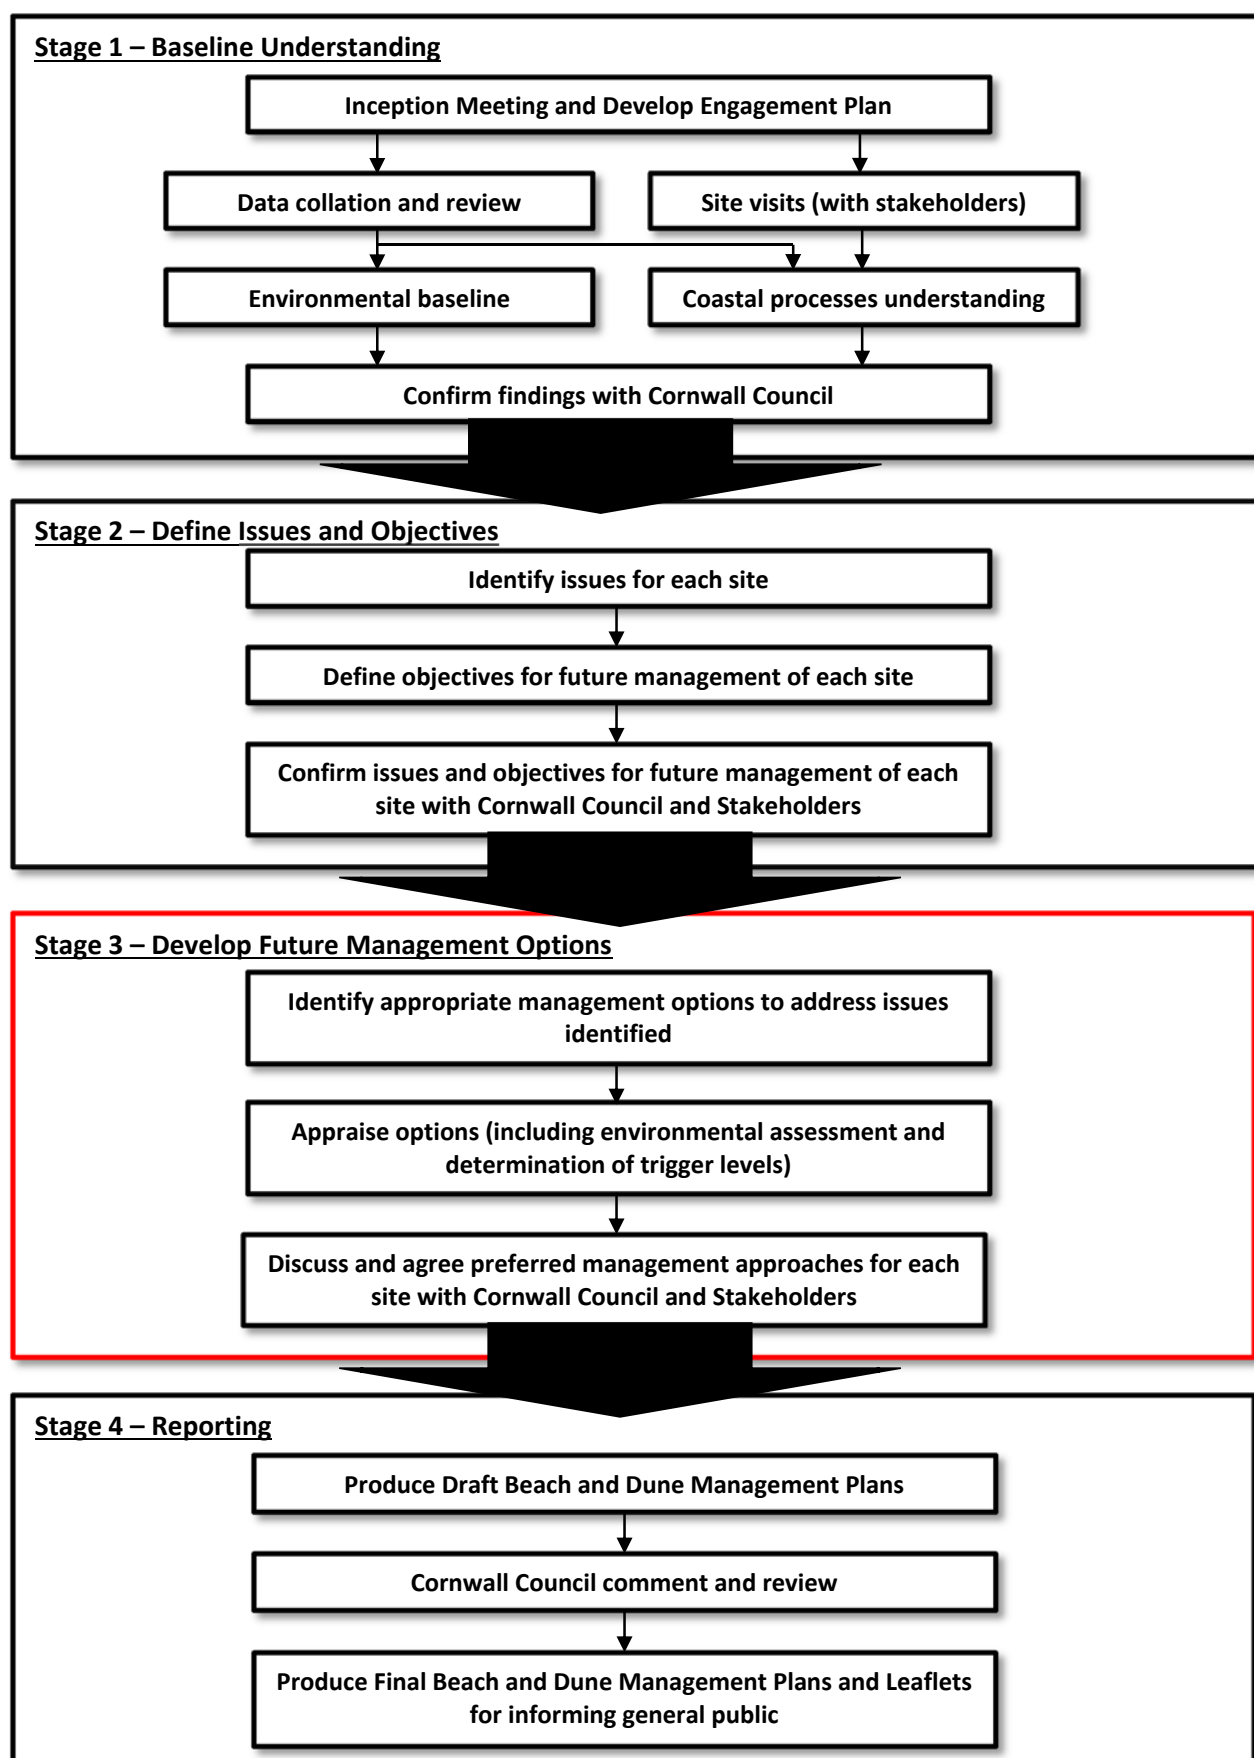 Stage 1 – Baseline Understanding
Inception Meeting and Develop Engagement Plan
Data collation and review
Site visits (with stakeholders)
Environmental baseline
Coastal processes understanding
Confirm findings with Cornwall Council
Stage 2 – Define Issues and Objectives
Identify issues for each site
Define objectives for future management of each site
Confirm issues and objectives for future management of each
site with Cornwall Council and Stakeholders
Stage 3 – Develop Future Management Options
Identify appropriate management options to address issues
identified
Appraise options (including environmental assessment and
determination of trigger levels)
Discuss and agree preferred management approaches for each
site with Cornwall Council and Stakeholders
Stage 4 – Reporting
Produce Draft Beach and Dune Management Plans
Cornwall Council comment and review
Produce Final Beach and Dune Management Plans and Leaflets
for informing general public